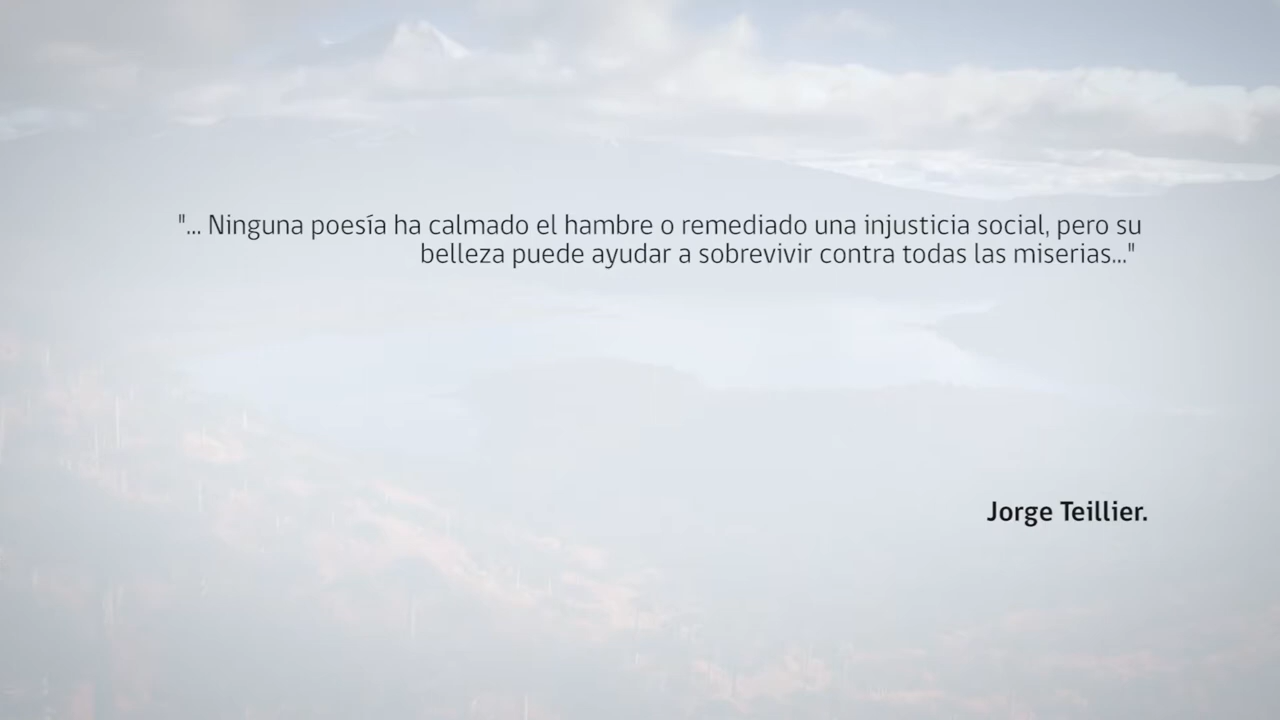 "... Ninguna poesía ha calmado el hambre o remediado una injusticia social, pero su
belleza puede ayudar a sobrevivir contra todas las miserias..."
Jorge Teillier.